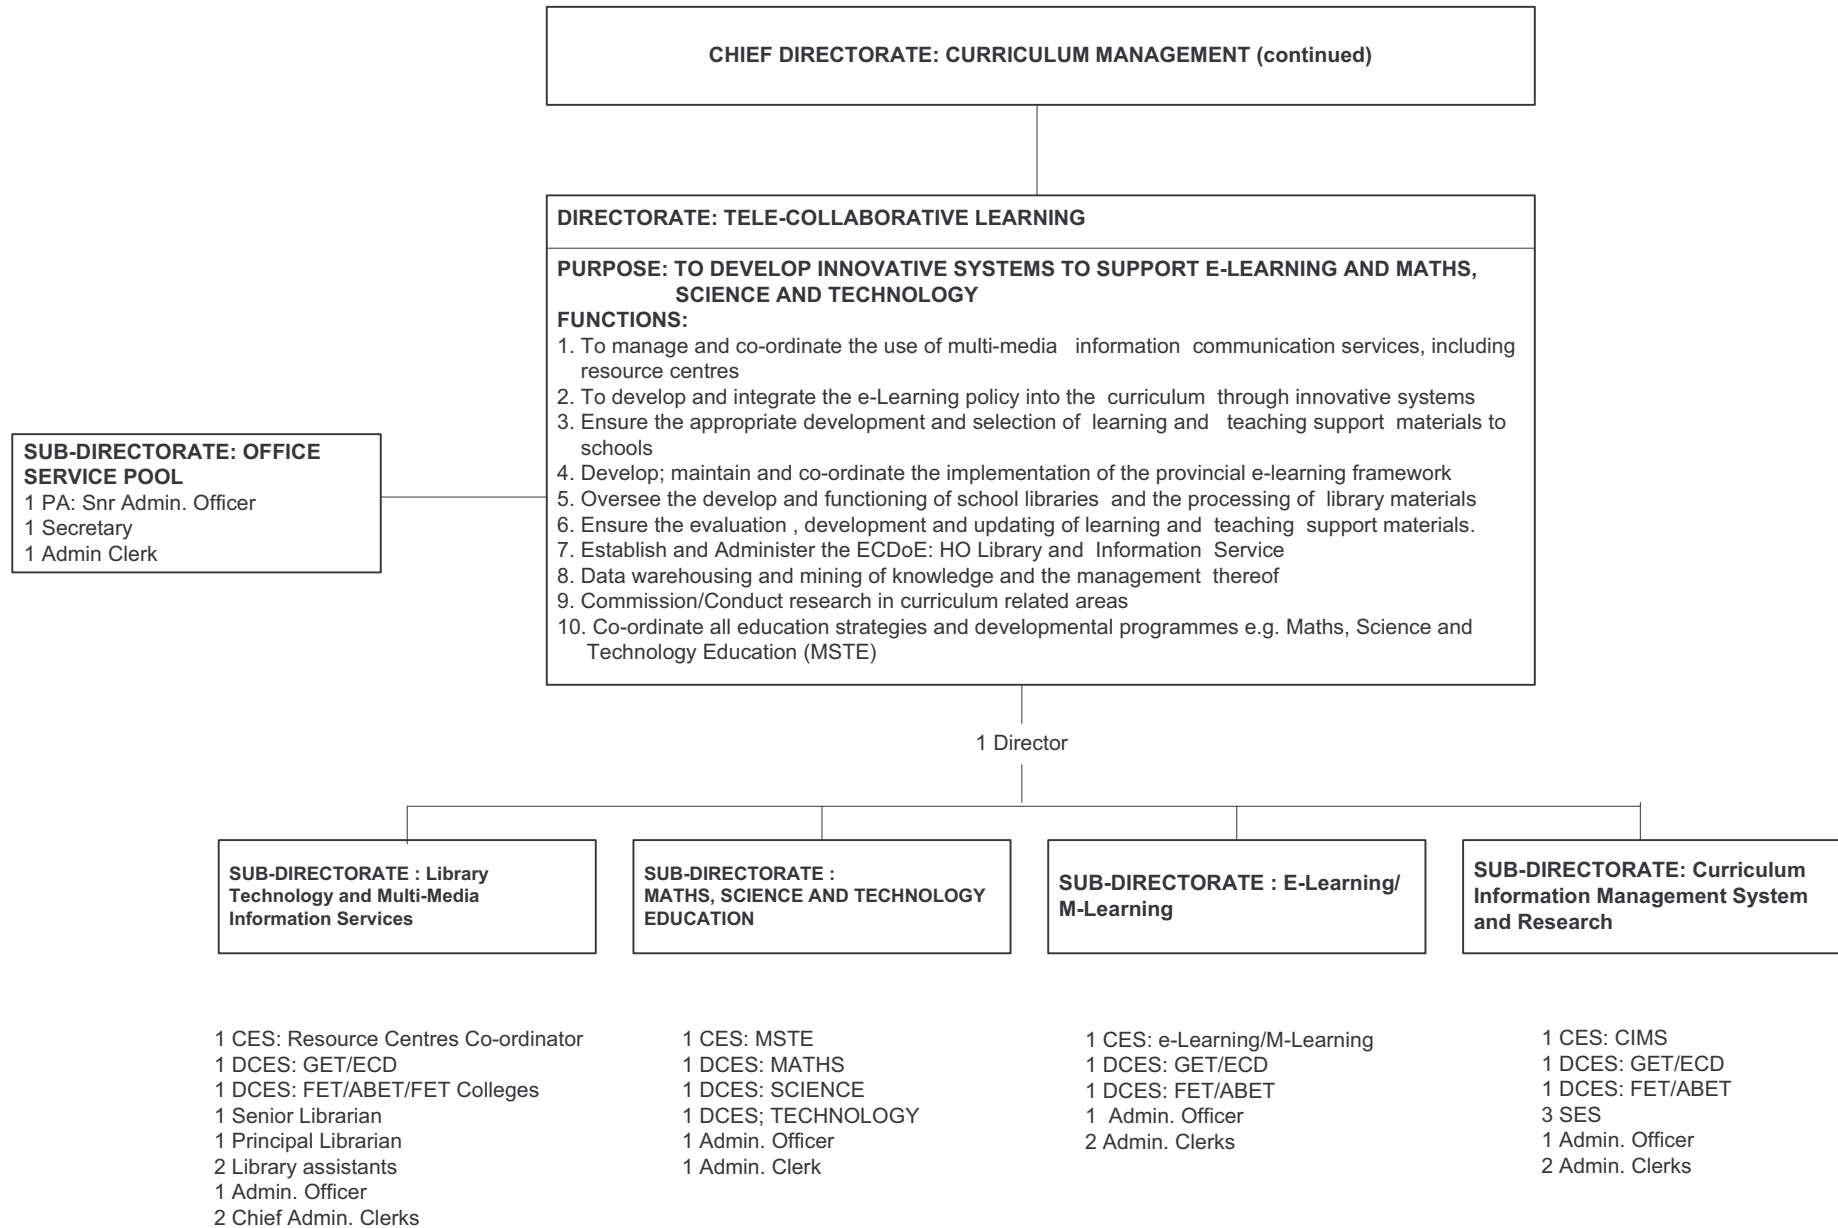 CHIEF DIRECTORATE: CURRICULUM MANAGEMENT (continued)
DIRECTORATE: TELE-COLLABORATIVE LEARNING
PURPOSE: TO DEVELOP INNOVATIVE SYSTEMS TO SUPPORT E-LEARNING AND MATHS,
SCIENCE AND TECHNOLOGY
FUNCTIONS:
1. To manage and co-ordinate the use of multi-media information communication services, including
resource centres
2. To develop and integrate the e-Learning policy into the curriculum through innovative systems
3. Ensure the appropriate development and selection of learning and teaching support materials to
schools
4. Develop; maintain and co-ordinate the implementation of the provincial e-learning framework
5. Oversee the develop and functioning of school libraries and the processing of library materials
6. Ensure the evaluation , development and updating of learning and teaching support materials.
7. Establish and Administer the ECDoE: HO Library and Information Service
8. Data warehousing and mining of knowledge and the management thereof
9. Commission/Conduct research in curriculum related areas
10. Co-ordinate all education strategies and developmental programmes e.g. Maths, Science and
Technology Education (MSTE)
SUB-DIRECTORATE: OFFICE
SERVICE POOL
1 PA: Snr Admin. Officer
1 Secretary
1 Admin Clerk
1 Director
SUB-DIRECTORATE : Library
Technology and Multi-Media
Information Services
1 CES: Resource Centres Co-ordinator
1 DCES: GET/ECD
1 DCES: FET/ABET/FET Colleges
1 Senior Librarian
1 Principal Librarian
2 Library assistants
1 Admin. Officer
2 Chief Admin. Clerks
SUB-DIRECTORATE :
MATHS, SCIENCE AND TECHNOLOGY
EDUCATION
1 CES: MSTE
1 DCES: MATHS
1 DCES: SCIENCE
1 DCES; TECHNOLOGY
1 Admin. Officer
1 Admin. Clerk
SUB-DIRECTORATE : E-Learning/
M-Learning
1 CES: e-Learning/M-Learning
1 DCES: GET/ECD
1 DCES: FET/ABET
1 Admin. Officer
2 Admin. Clerks
SUB-DIRECTORATE: Curriculum
Information Management System
and Research
1 CES: CIMS
1 DCES: GET/ECD
1 DCES: FET/ABET
3 SES
1 Admin. Officer
2 Admin. Clerks